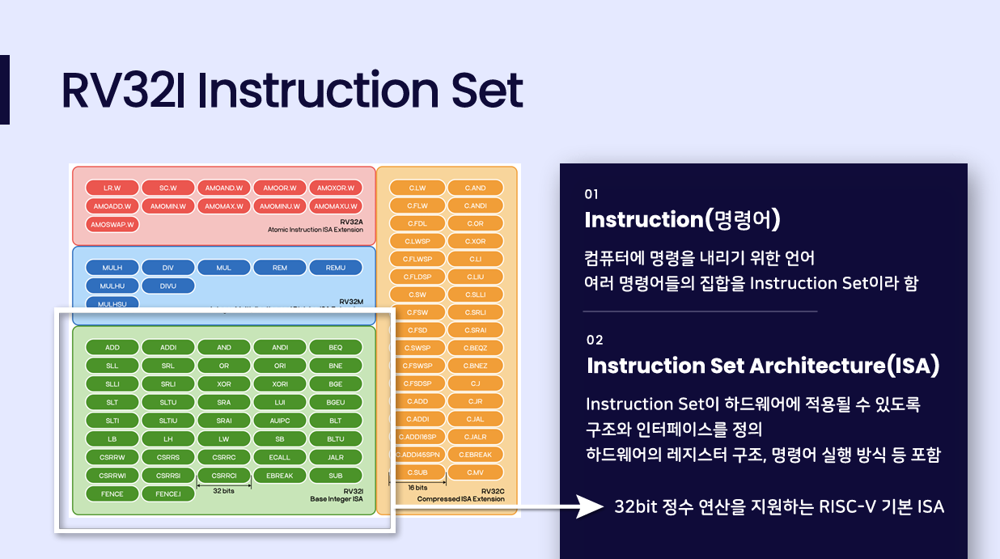 RV32I Instruction Set
LR.W SC.W AMOAND.W AMOOR.W AMOXOR.W
AMOADD.W AMOMIN.W AMOMAX.W AMOMINU.W AMOMAXU.W
AMOSWAP.W
RV32A
Atomic Instruction ISA Extension
MULH DIV MUL REM REMU
MULHU DIVU
MULHSU
RV32M
ADD ADDI AND ANDI BEQ
SLL SRL OR ORI BNE
SLLI SRLI XOR XORI BGE
SLT SLTU SRA LUI BGEU
SLTI SLTIU SRAI AUIPC BLT
LB LH LW SB BLTU
CSRRW CSRRS CSRRC ECALL JALR
CSRRWI CSRRSI CSRRCI EBREAK SUB
FENCE FENCE.I
32 bits
RV32I
Base Integer ISA
C.LW C.AND
C.FLW C.ANDI
C.FDL C.OR
C.LWSP C.XOR
C.FLWSP C.LI
C.FLDSP C.LIU
C.SW C.SLLI
C.FSW C.SRLI
C.FSD C.SRAI
C.SWSP C.BEQZ
C.FSWSP C.BNEZ
C.FSDSP C.J
C.ADD C.JR
C.ADDI C.JAL
C.ADDI16SP C.JALR
C.ADDI45SPN C.EBREAK
C.SUB C.MV
16 bits
RV32C
Compressed ISA Extension
01
Instruction(명령어)
컴퓨터에 명령을 내리기 위한 언어
여러 명령어들의 집합을 Instruction Set이라 함
02
Instruction Set Architecture(ISA)
Instruction Set이 하드웨어에 적용될 수 있도록
구조와 인터페이스를 정의
하드웨어의 레지스터 구조, 명령어 실행 방식 등 포함
32bit 정수 연산을 지원하는 RISC-V 기본 ISA